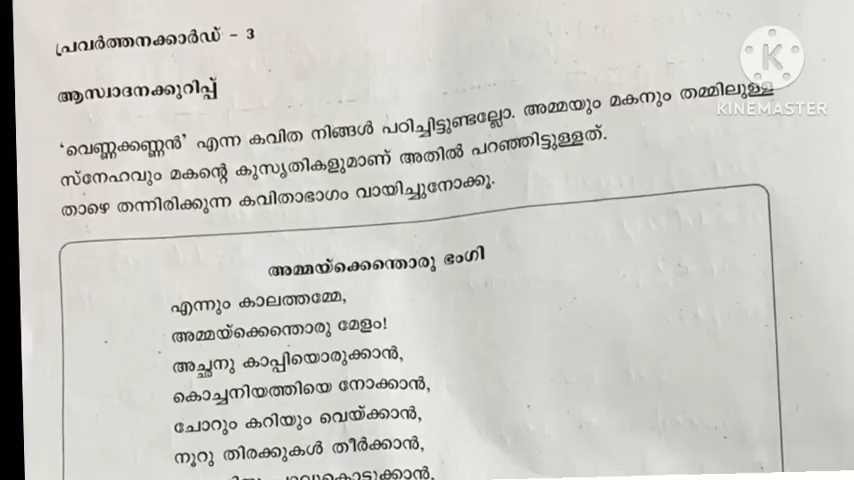 പ്രവർത്തനക്കാർഡ് - 3
ആസ്വാദനക്കുറിപ്പ്
KINEMASTER
'വെണ്ണക്കണ്ണൻ' എന്ന കവിത നിങ്ങൾ പഠിച്ചിട്ടുണ്ടല്ലോ. അമ്മയും മകനും തമ്മിലുള്ള
സ്നേഹവും മകന്റെ കുസൃതികളുമാണ് അതിൽ പറഞ്ഞിട്ടുള്ളത്.
താഴെ തന്നിരിക്കുന്ന കവിതാഭാഗം വായിച്ചുനോക്കൂ.
അമ്മയ്ക്കെന്തൊരു ഭംഗി
എന്നും കാലത്തമ്മേ,
അമ്മയ്ക്കെന്തൊരു മേളം!
അച്ഛനു കാപ്പിയൊരുക്കാൻ,
കൊച്ചനിയത്തിയെ നോക്കാൻ,
ചോറും കറിയും വെയ്ക്കാൻ,
നൂറു തിരക്കുകൾ തീർക്കാൻ,